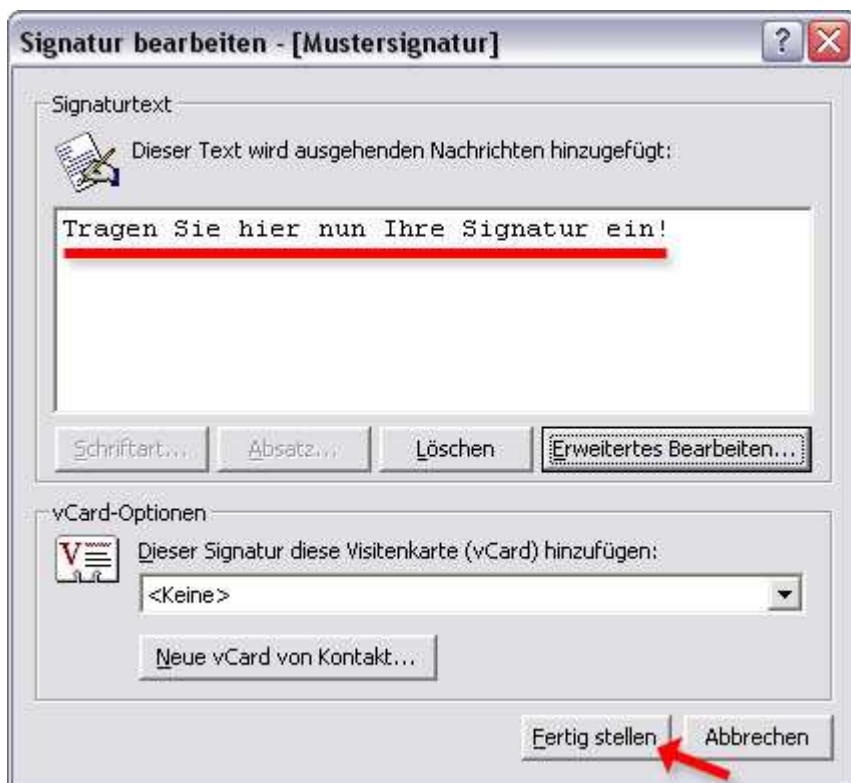 Signatur bearbeiten - [Mustersignatur]
Signaturtext
Dieser Text wird ausgehenden Nachrichten hinzugefügt:
Tragen Sie hier nun Ihre Signatur ein!
Schriftart... Absatz... Löschen Erweitertes Bearbeiten...
vCard-Optionen
Dieser Signatur diese Visitenkarte (vCard) hinzufügen:
<Keine>
Neue vCard von Kontakt...
Fertig stellen Abbrechen